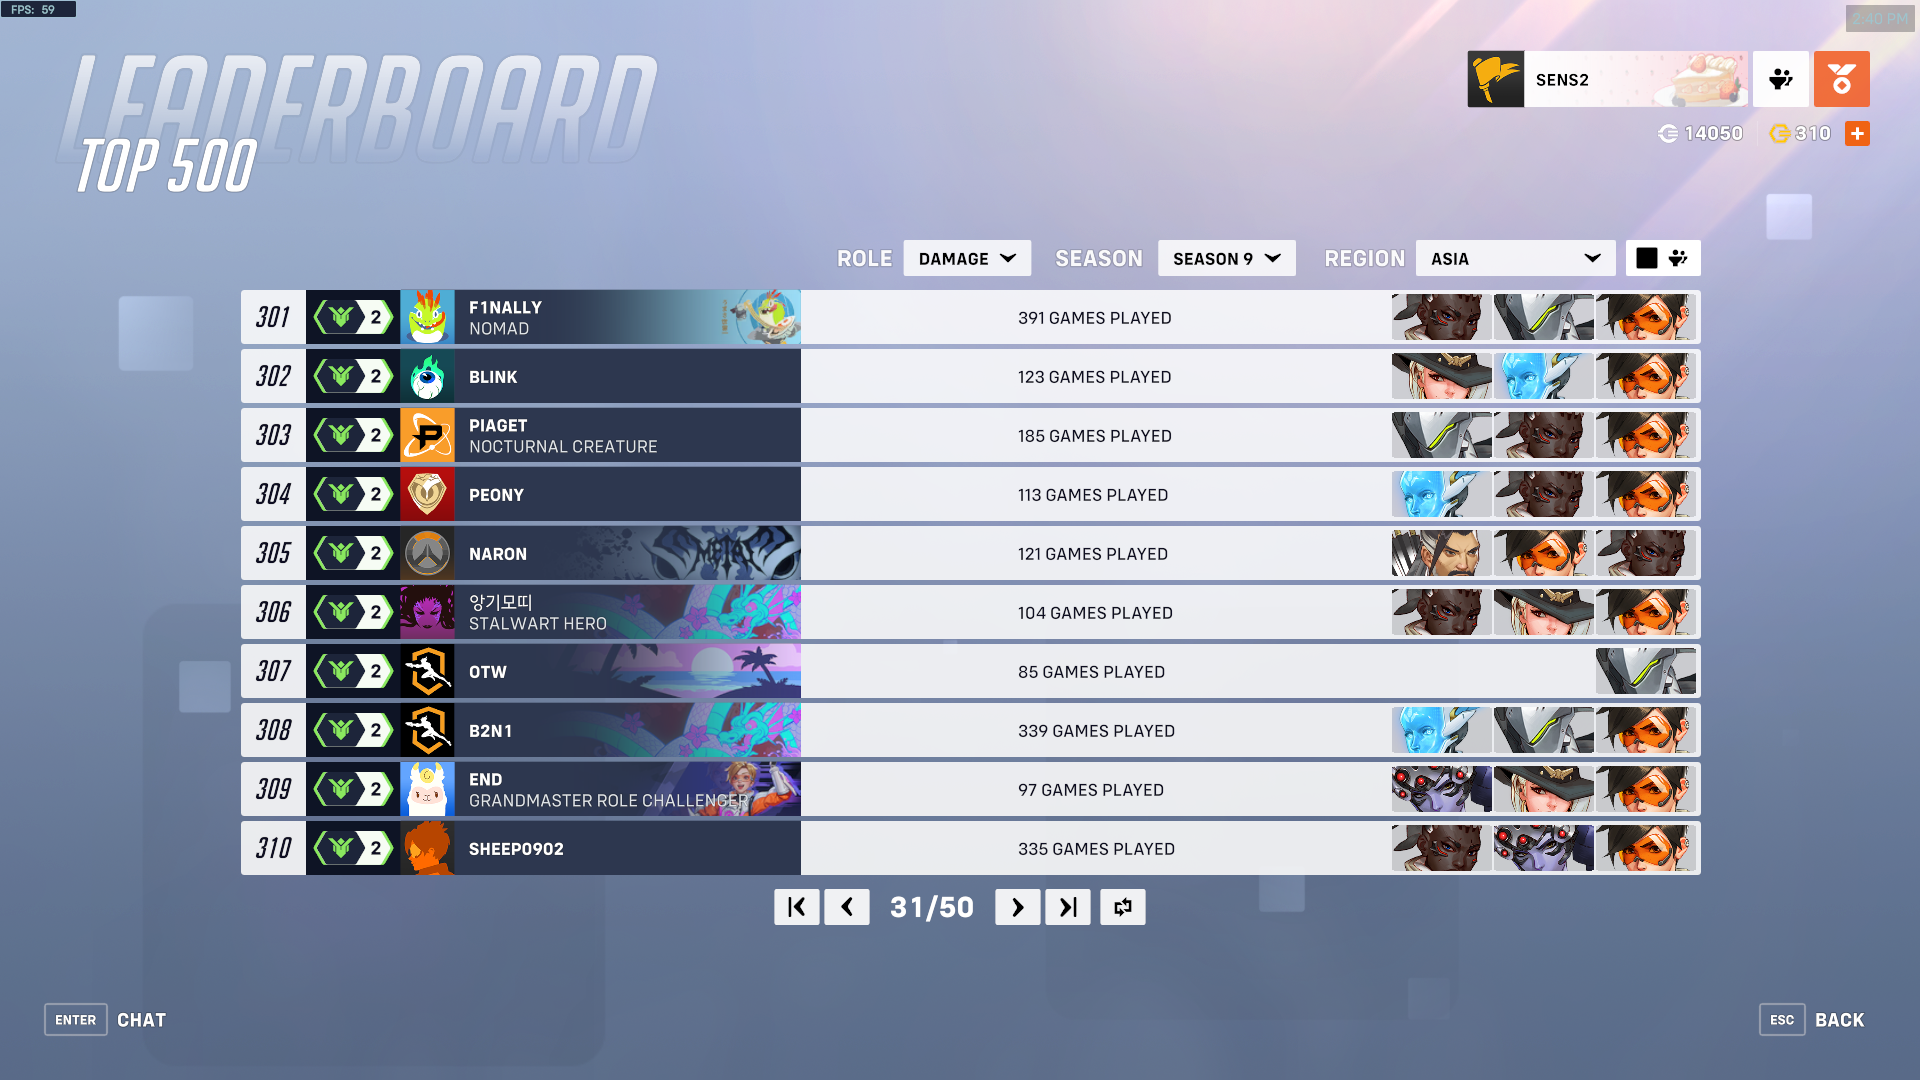 FPS: 59
2:40 PM
LEADERBOARD
TOP 500
SENS2
14050
310
ROLE DAMAGE SEASON SEASON 9 REGION ASIA
301 2 F1NALLY 391 GAMES PLAYED
NOMAD
302 2 BLINK 123 GAMES PLAYED
303 2 PIAGET 185 GAMES PLAYED
NOCTURNAL CREATURE
304 2 PEONY 113 GAMES PLAYED
305 2 NARON METAL 121 GAMES PLAYED
306 2 앙기모띠 104 GAMES PLAYED
STALWART HERO
307 2 OTW 85 GAMES PLAYED
308 2 B2N1 339 GAMES PLAYED
309 2 END 97 GAMES PLAYED
GRANDMASTER ROLE CHALLENGER
310 2 SHEEP0902 335 GAMES PLAYED
31/50
ENTER CHAT
ESC BACK